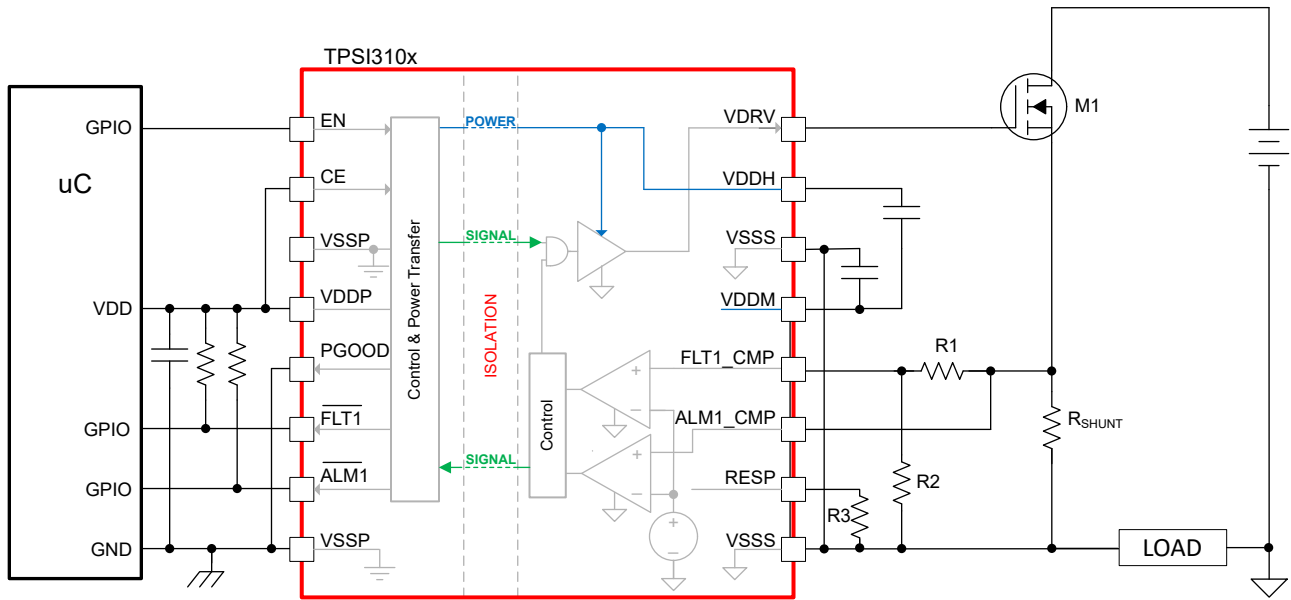 TPSI310x
uC
GPIO
VDD
GPIO
GPIO
GND
EN
CE
VSSP
VDDP
PGOOD
FLT1
ALM1
VSSP
Control & Power Transfer
POWER
SIGNAL
ISOLATION
SIGNAL
Control
+
−
+
−
+
−
VDRV
VDDH
VSSS
VDDM
FLT1_CMP
ALM1_CMP
RESP
VSSS
M1
R1
RSHUNT
R2
R3
LOAD